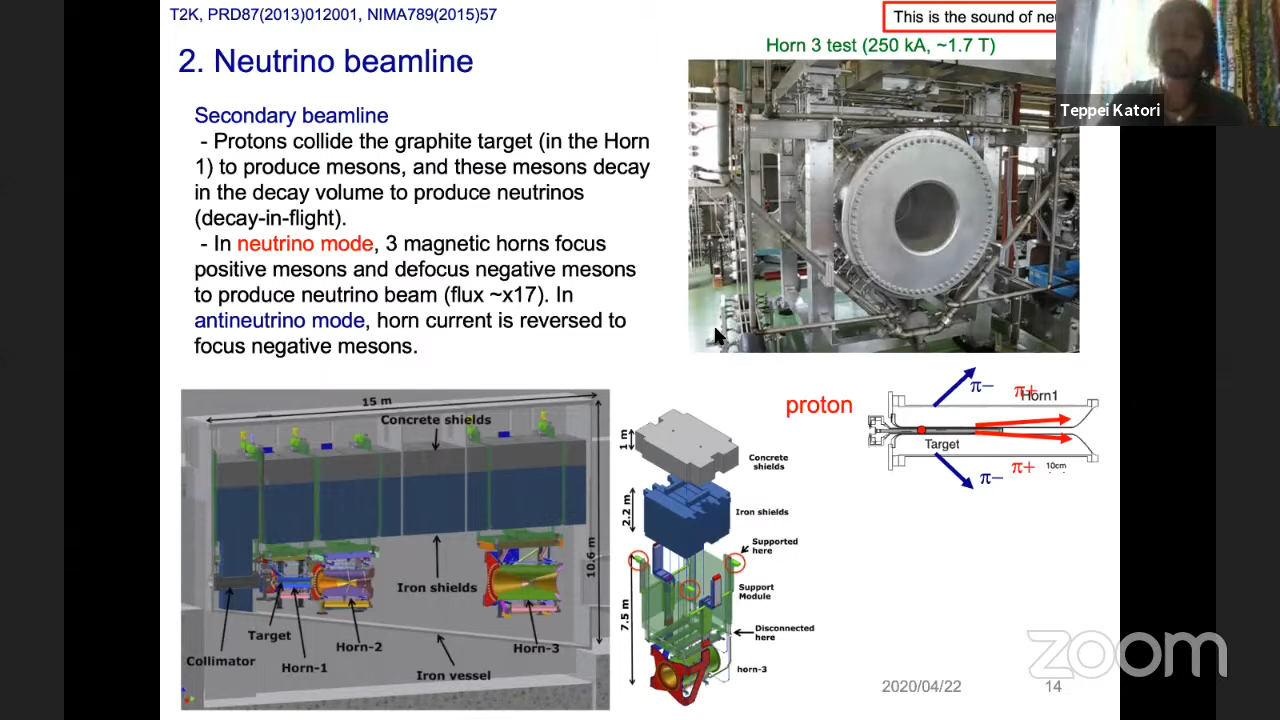 T2K, PRD87(2013)012001, NIMA789(2015)57
This is the sound of
Horn 3 test (250 kA, ~1.7 T)
Teppei Katori
2. Neutrino beamline
Secondary beamline
- Protons collide the graphite target (in the Horn
1) to produce mesons, and these mesons decay
in the decay volume to produce neutrinos
(decay-in-flight).
- In neutrino mode, 3 magnetic horns focus
positive mesons and defocus negative mesons
to produce neutrino beam (flux ~x17). In
antineutrino mode, horn current is reversed to
focus negative mesons.
15 m
Concrete shields
10.6 m
Iron shields
Target
Horn-2
Collimator
Horn-1
Horn-3
Iron vessel
1 m
Concrete
shields
2.2 m
Iron shields
Supported
here
7.5 m
Support
Module
Disconnected
here
horn-3
proton
π−
π+
Horn1
Target
π−
π+
10cm
zoom
2020/04/22
14